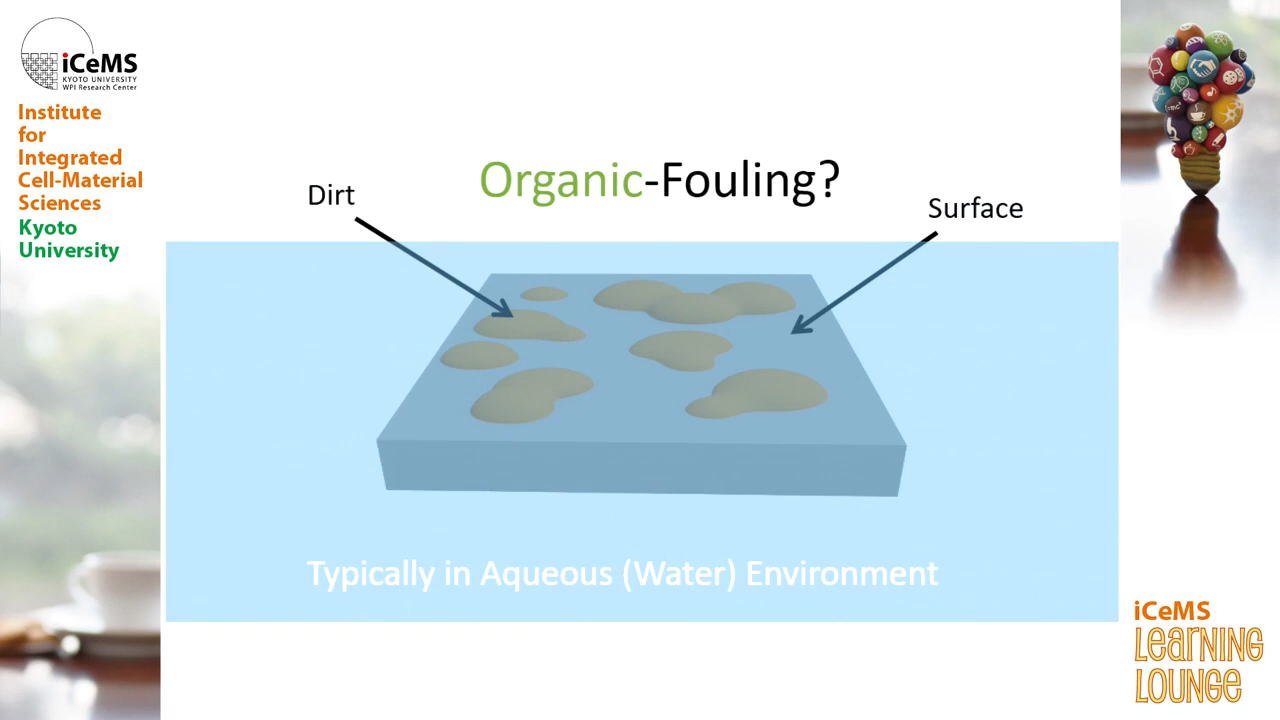 iCeMS
KYOTO UNIVERSITY
WPI Research Center
Institute
for
Integrated
Cell-Material
Sciences
Kyoto
University
Organic-Fouling?
Dirt
Surface
Typically in Aqueous (Water) Environment
iCeMS
LeaRNING
LOUNGe